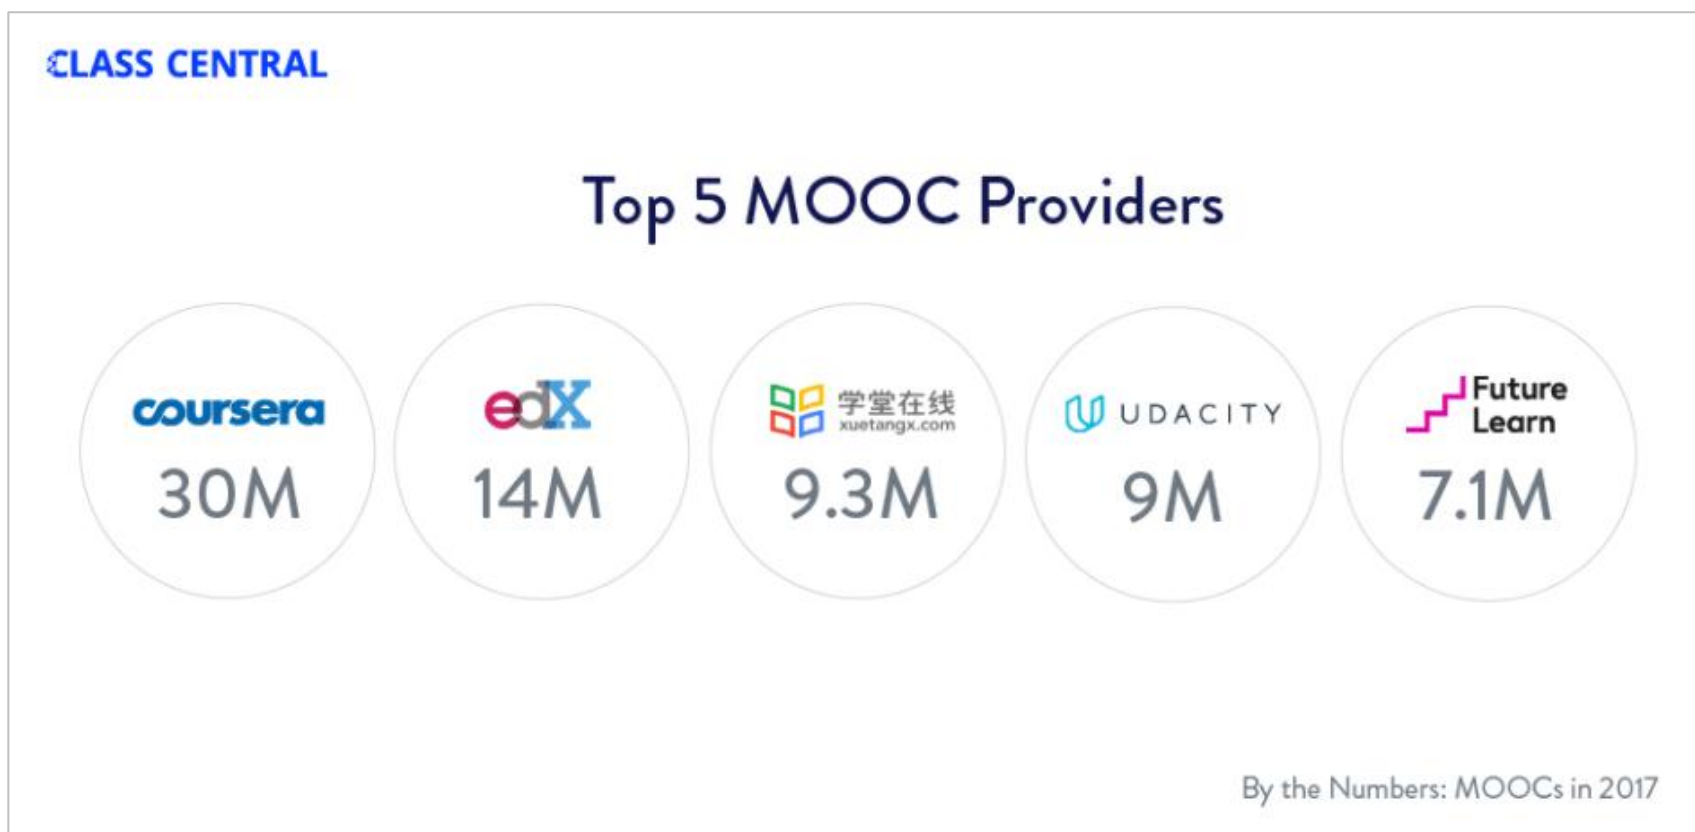 CLASS CENTRAL
Top 5 MOOC Providers
coursera
30M
edX
14M
学堂在线
xuetangx.com
9.3M
UDACITY
9M
Future
Learn
7.1M
By the Numbers: MOOCs in 2017